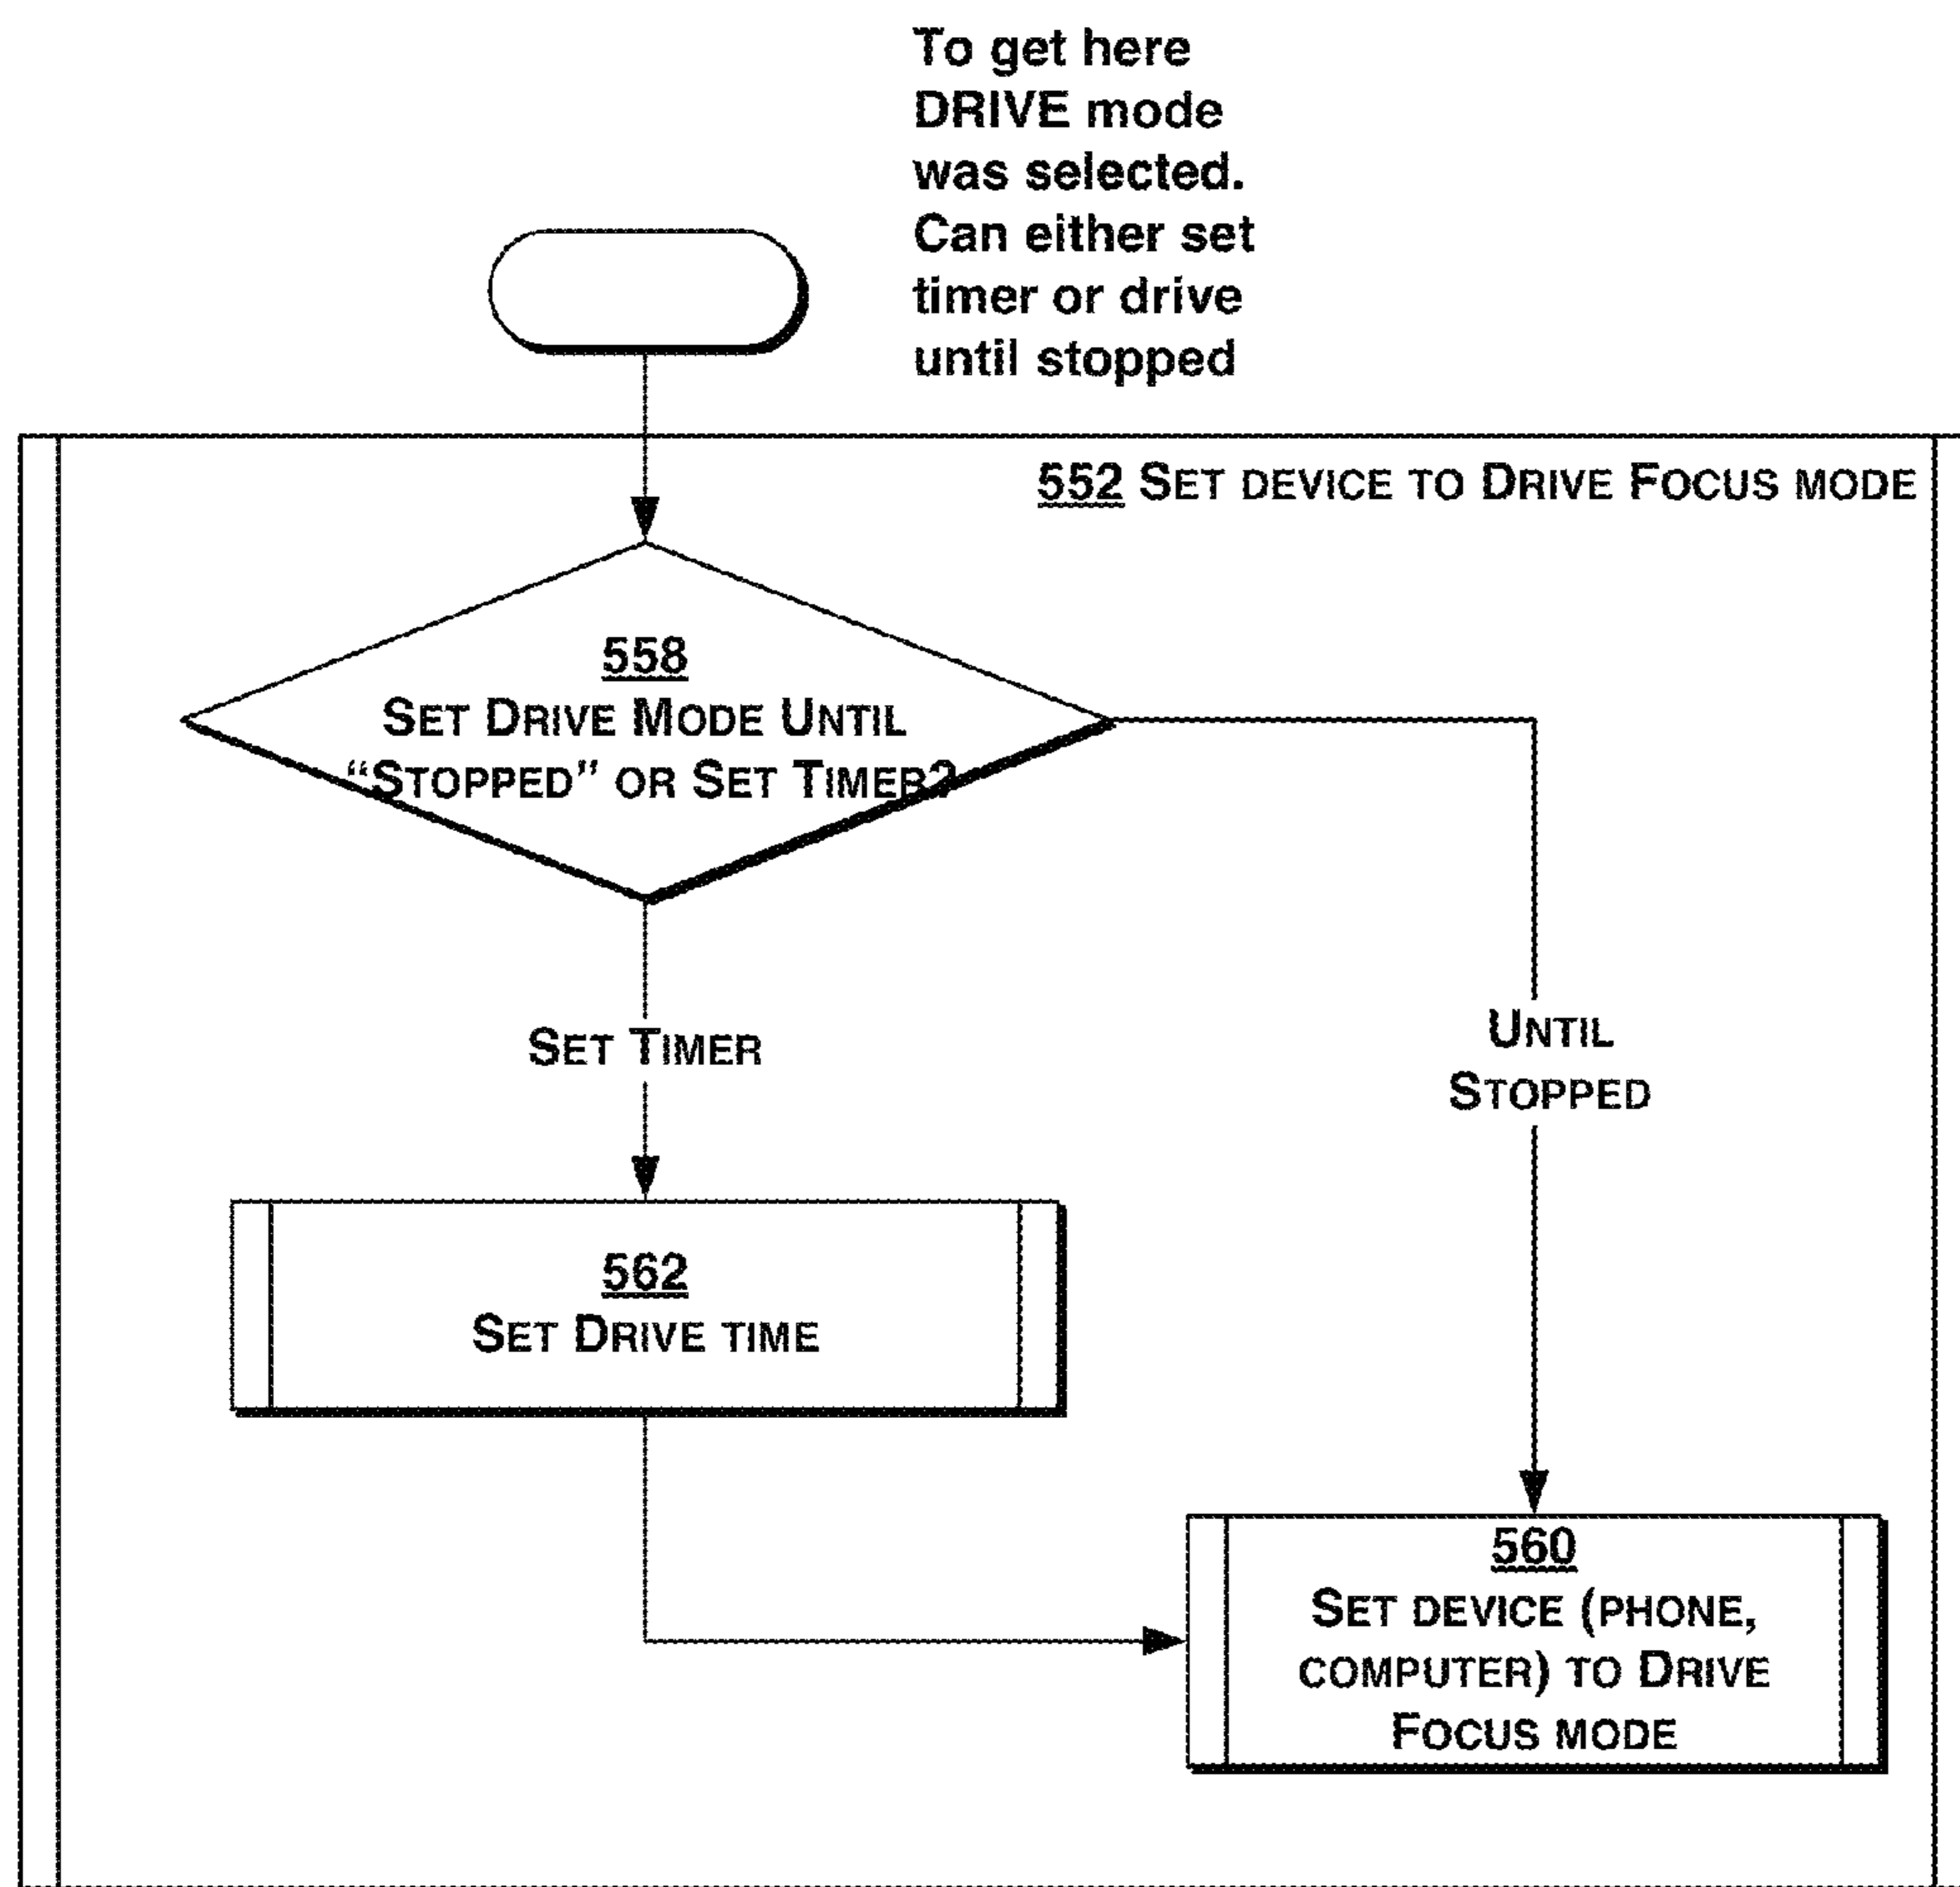 To get here
DRIVE mode
was selected.
Can either set
timer or drive
until stopped
552 SET DEVICE TO DRIVE FOCUS MODE
558
SET DRIVE MODE UNTIL
“STOPPED” OR SET TIMER?
SET TIMER
UNTIL
STOPPED
562
SET DRIVE TIME
560
SET DEVICE (PHONE,
COMPUTER) TO DRIVE
FOCUS MODE